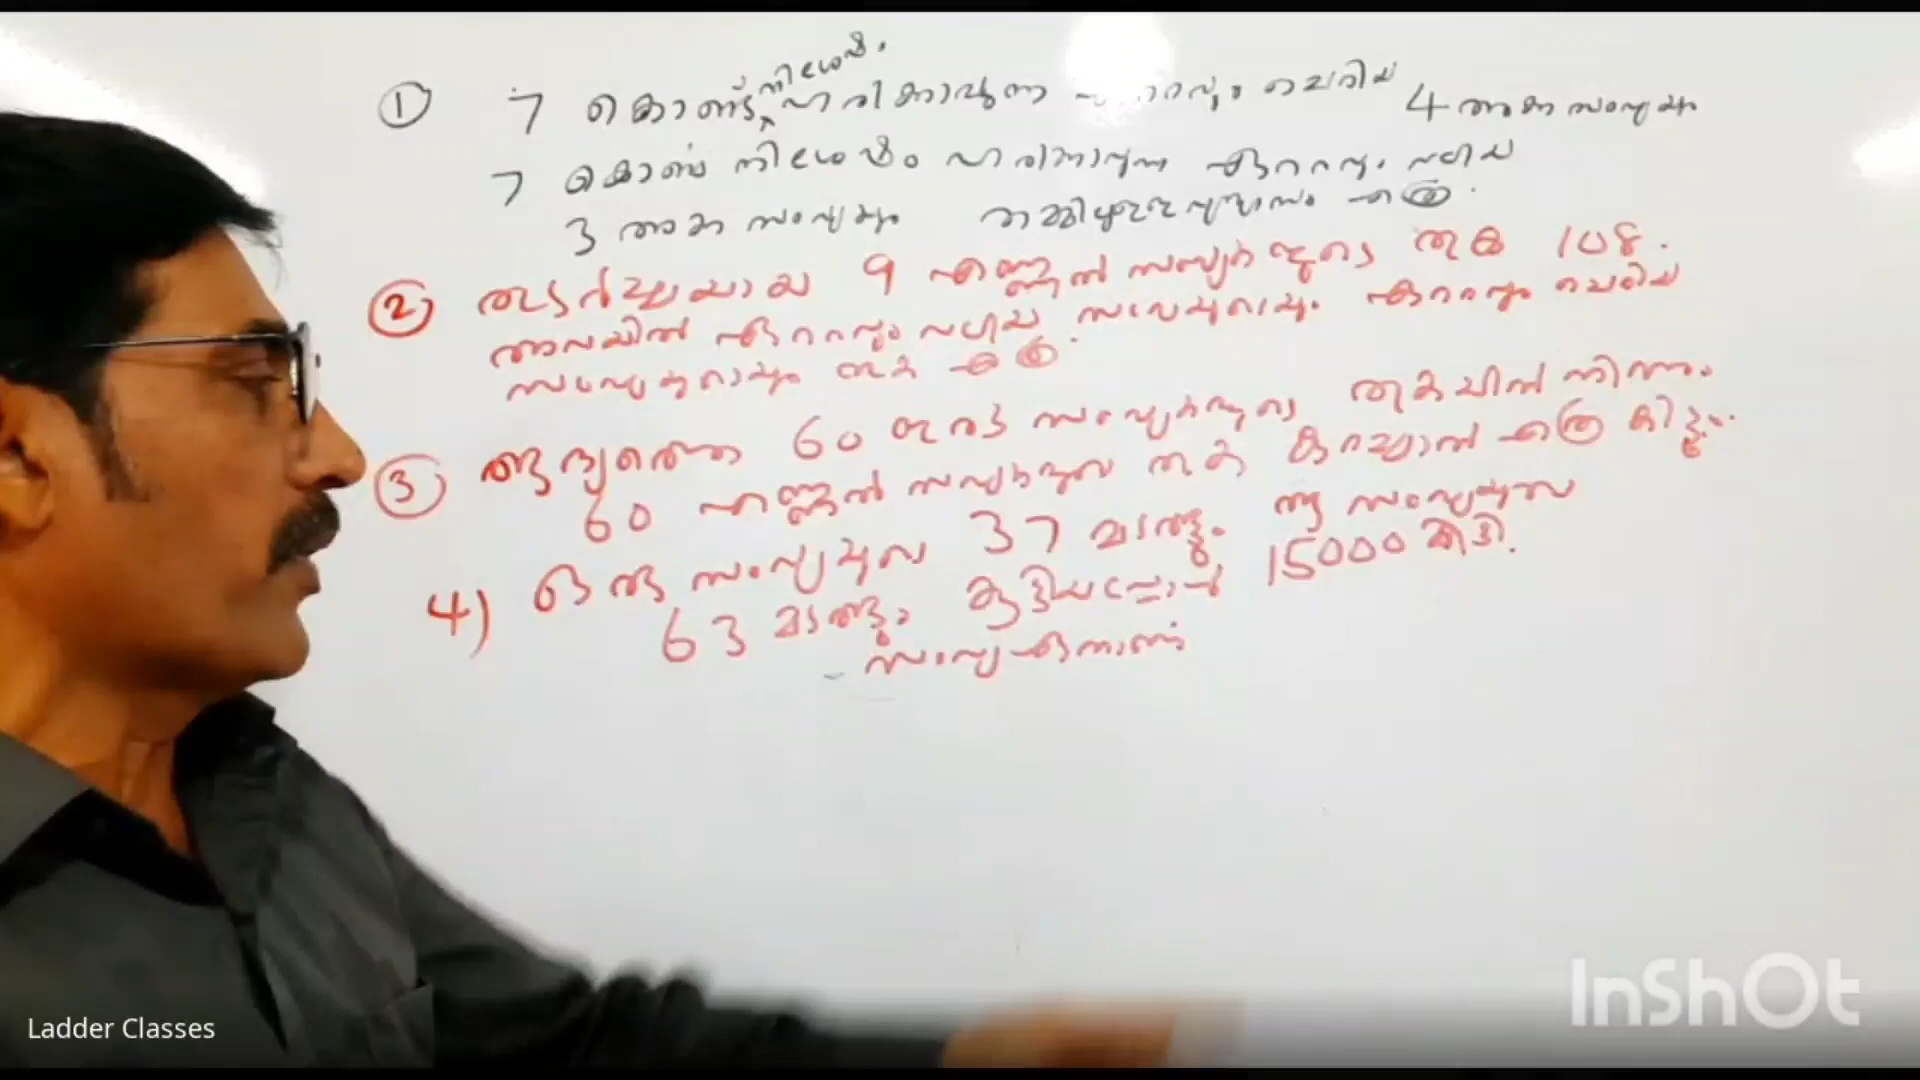 ① 7 കൊണ്ട് നിശേഷം ഹരിക്കാവുന്ന ഏറ്റവും ചെറിയ 4 അക്ക സംഖ്യയും
7 കൊണ്ട് നിശേഷം ഹരിക്കാവുന്ന ഏറ്റവും വലിയ
3 അക്ക സംഖ്യയും തമ്മിലുള്ള വ്യത്യാസം എത്ര.
② തുടർച്ചയായ 9 എണ്ണൽ സംഖ്യകളുടെ തുക 108.
അവയിൽ ഏറ്റവും വലിയ സംഖ്യയുടെയും ഏറ്റവും ചെറിയ
സംഖ്യയുടെയും തുക എത്ര.
③ ആദ്യത്തെ 60 ഇരട്ട സംഖ്യകളുടെ തുകയിൽ നിന്നും
60 എണ്ണൽ സംഖ്യകളുടെ തുക കുറച്ചാൽ എത്ര കിട്ടും.
4) ഒരു സംഖ്യയുടെ 37 മടങ്ങും ആ സംഖ്യയുടെ
63 മടങ്ങും കൂട്ടിയപ്പോൾ 15000 കിട്ടി.
സംഖ്യ ഏതാണ്
InShOt
Ladder Classes